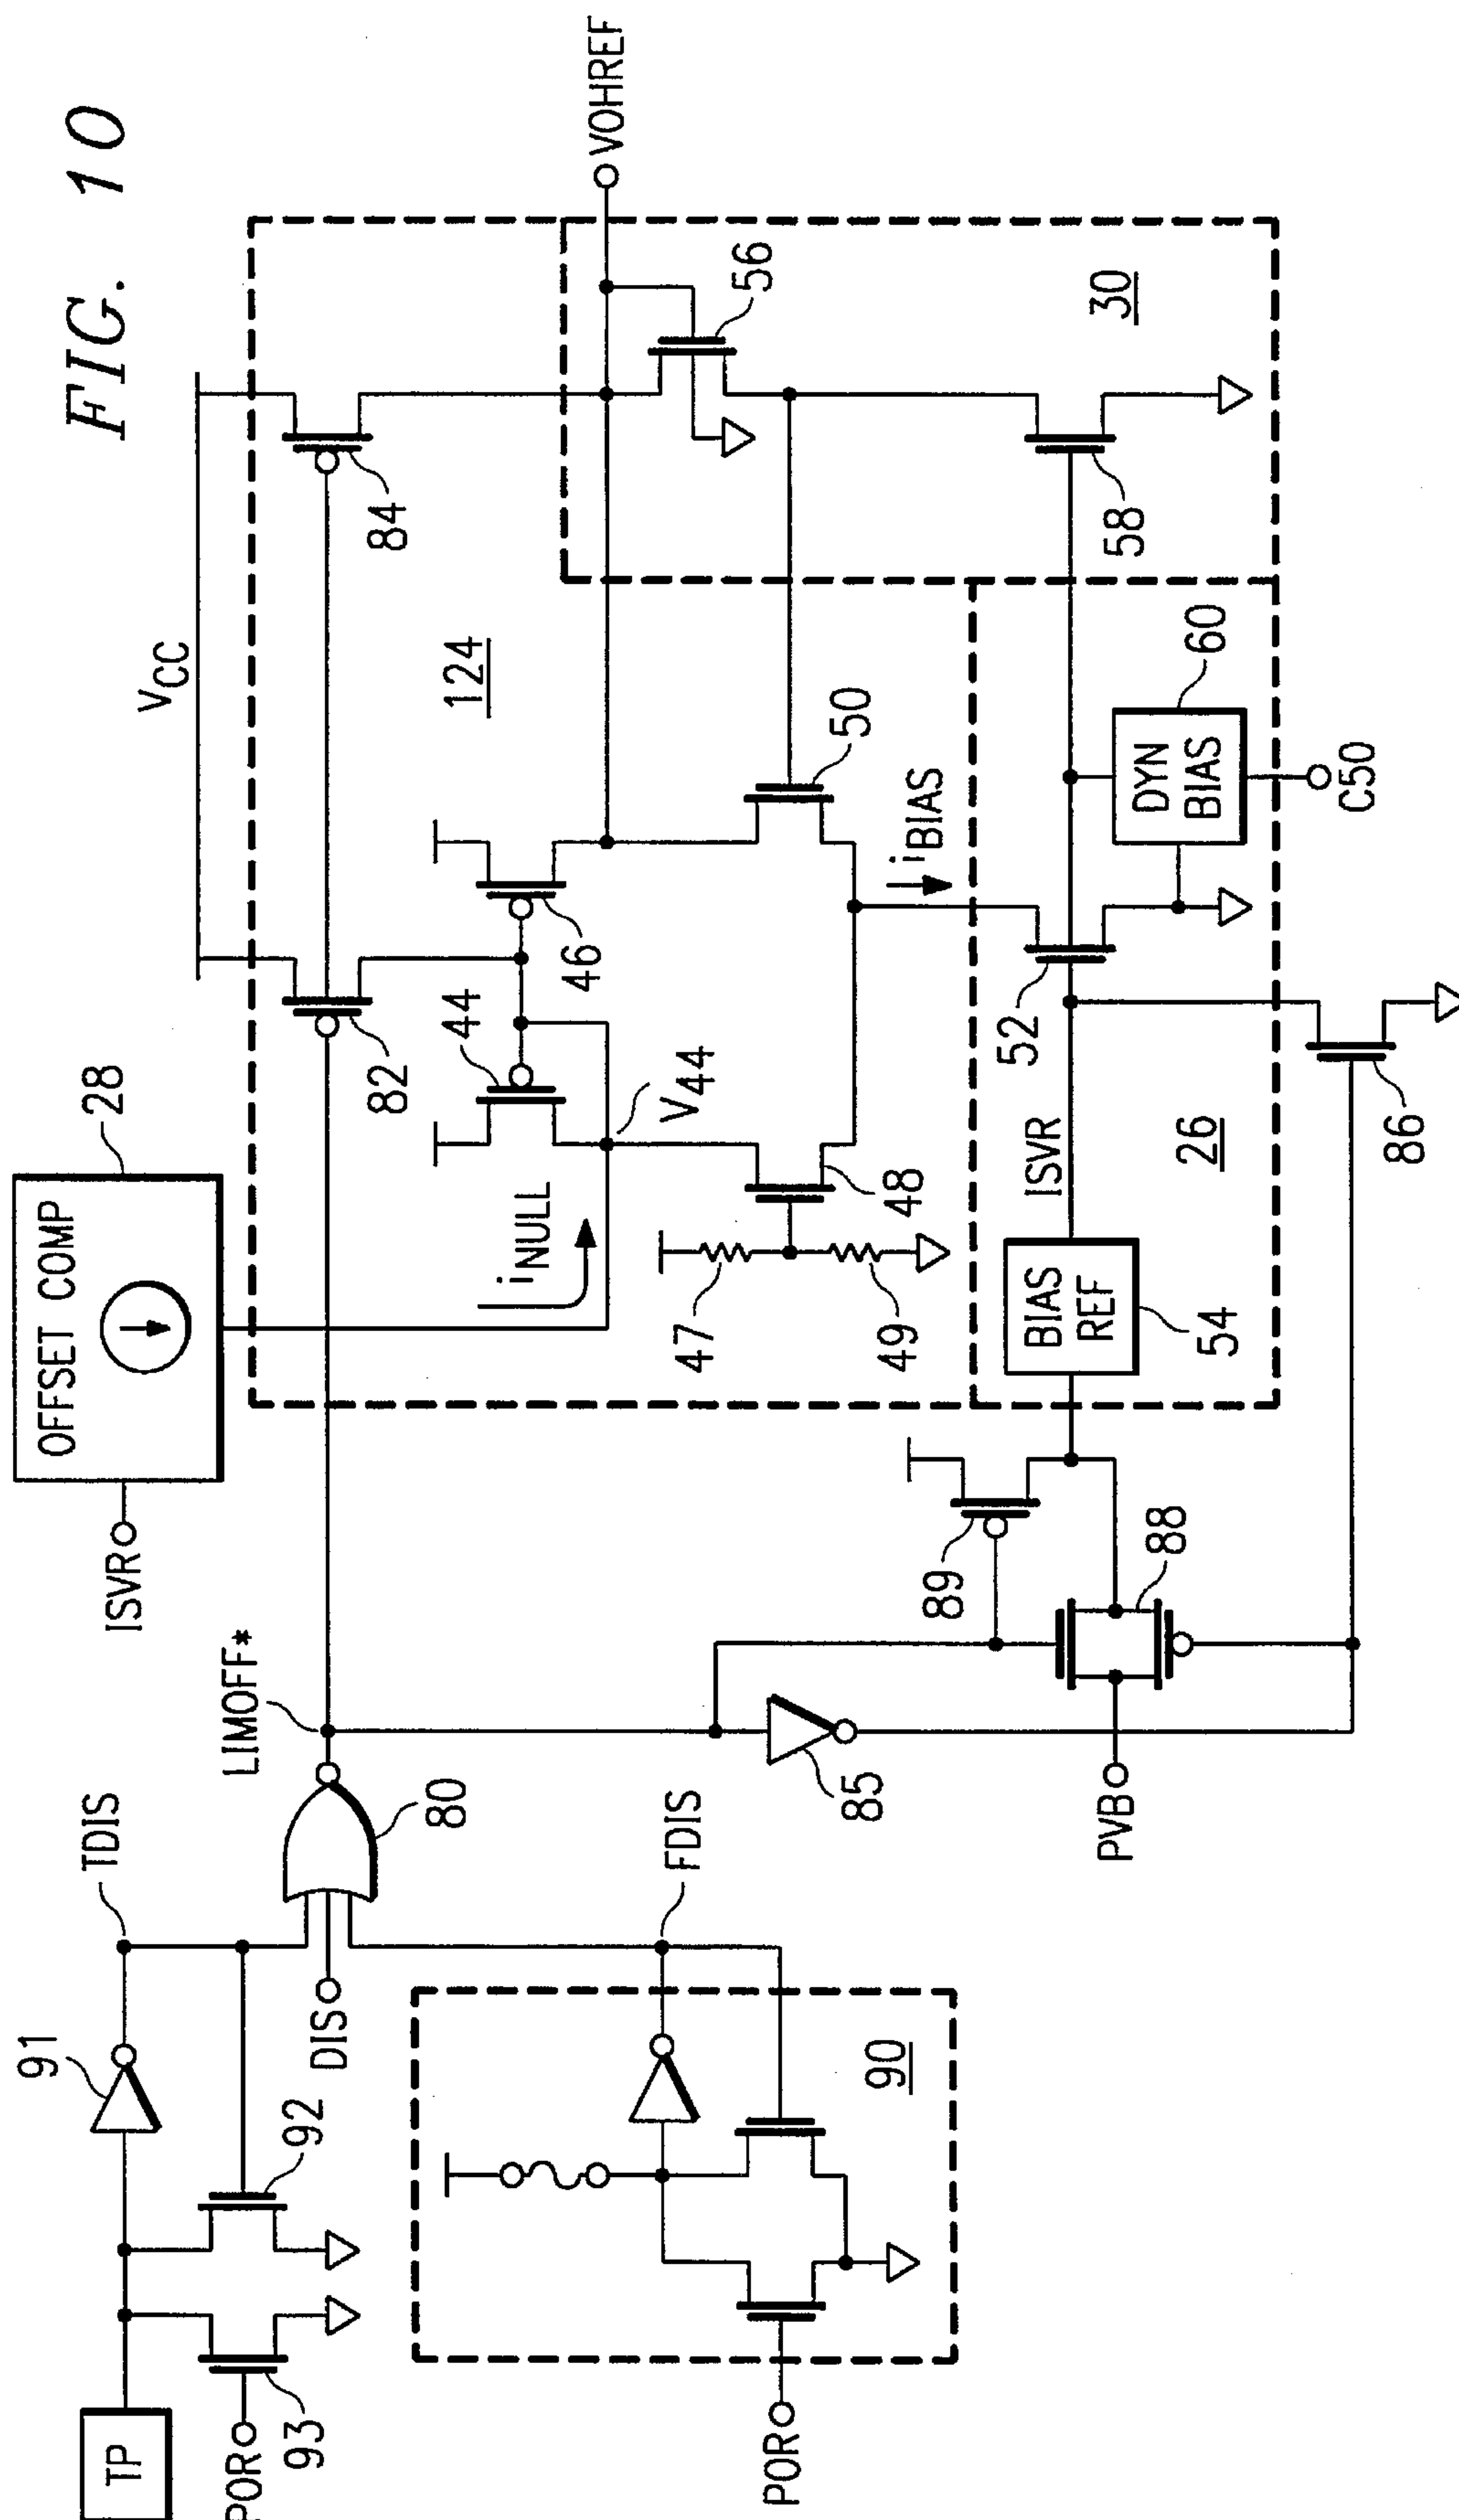 FIG. 10
TP
POR
93
92
91
TDIS
DIS
80
LIMOFF*
FDIS
POR
90
ISVR
OFFSET COMP
28
VCC
82
84
124
44
46
iNULL
V44
47
49
48
50
iBIAS
VOHREF
56
30
58
85
89
88
PVB
BIAS
REF
54
ISVR
26
52
DYN
BIAS
60
C50
86